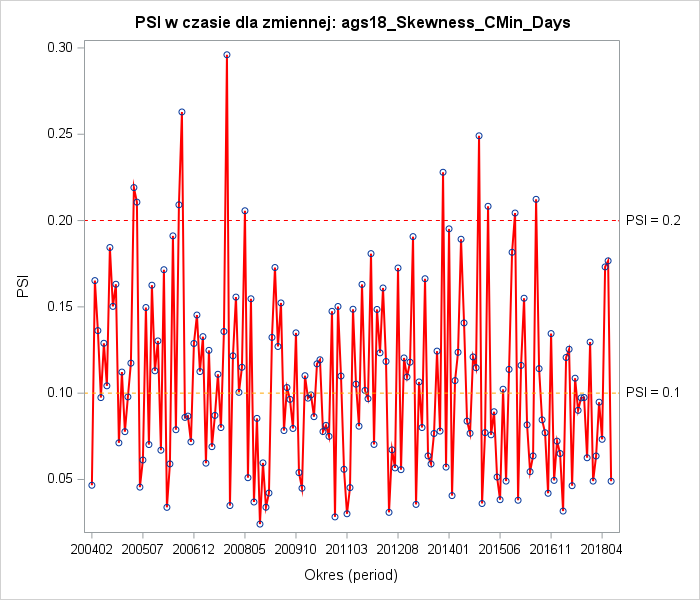 PSI w czasie dla zmiennej: ags18_Skewness_CMin_Days
0.30
0.25
0.20
0.15
0.10
0.05
PSI
PSI = 0.2
PSI = 0.1
200402 200507 200612 200805 200910 201103 201208 201401 201506 201611 201804
Okres (period)